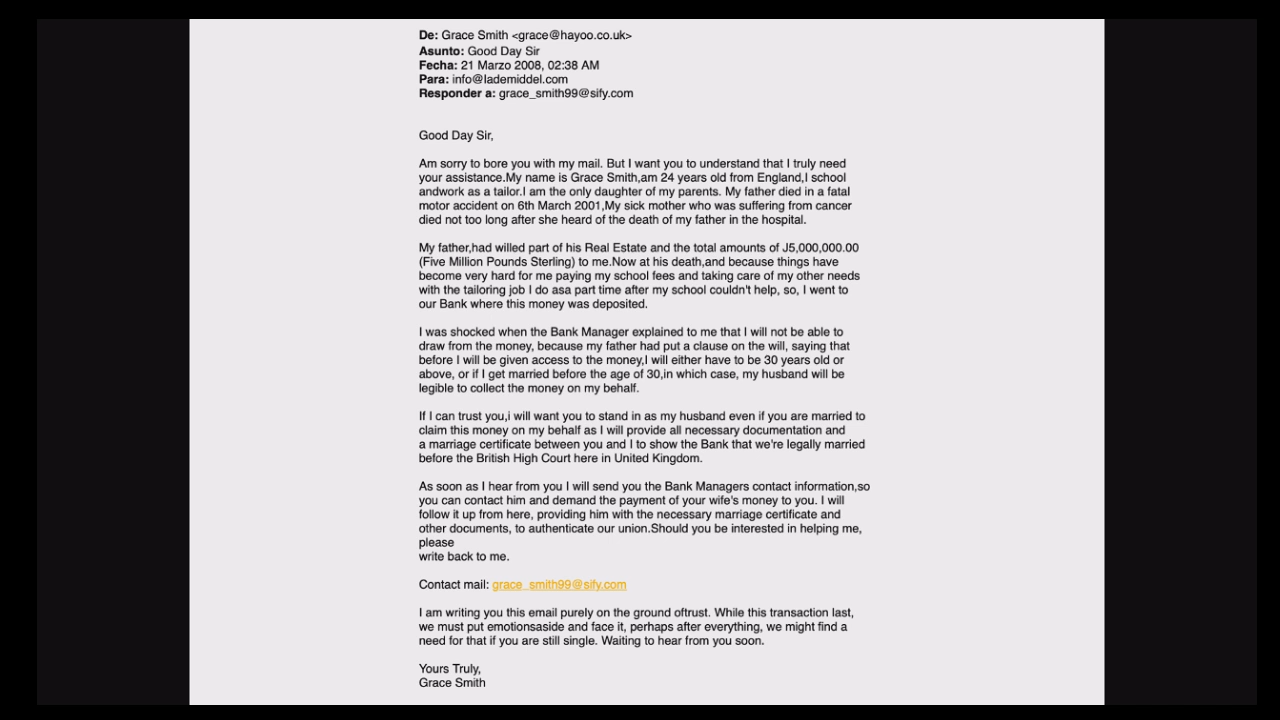 De: Grace Smith <grace@hayoo.co.uk>
Asunto: Good Day Sir
Fecha: 21 Marzo 2008, 02:38 AM
Para: info@lademiddel.com
Responder a: grace_smith99@sify.com
Good Day Sir,
Am sorry to bore you with my mail. But I want you to understand that I truly need
your assistance.My name is Grace Smith,am 24 years old from England,I school
andwork as a tailor.I am the only daughter of my parents. My father died in a fatal
motor accident on 6th March 2001,My sick mother who was suffering from cancer
died not too long after she heard of the death of my father in the hospital.
My father,had willed part of his Real Estate and the total amounts of J5,000,000.00
(Five Million Pounds Sterling) to me.Now at his death,and because things have
become very hard for me paying my school fees and taking care of my other needs
with the tailoring job I do asa part time after my school couldn't help, so, I went to
our Bank where this money was deposited.
I was shocked when the Bank Manager explained to me that I will not be able to
draw from the money, because my father had put a clause on the will, saying that
before I will be given access to the money,I will either have to be 30 years old or
above, or if I get married before the age of 30,in which case, my husband will be
legible to collect the money on my behalf.
If I can trust you,i will want you to stand in as my husband even if you are married to
claim this money on my behalf as I will provide all necessary documentation and
a marriage certificate between you and I to show the Bank that we're legally married
before the British High Court here in United Kingdom.
As soon as I hear from you I will send you the Bank Managers contact information,so
you can contact him and demand the payment of your wife's money to you. I will
follow it up from here, providing him with the necessary marriage certificate and
other documents, to authenticate our union.Should you be interested in helping me,
please
write back to me.
Contact mail: grace_smith99@sify.com
I am writing you this email purely on the ground oftrust. While this transaction last,
we must put emotionsaside and face it, perhaps after everything, we might find a
need for that if you are still single. Waiting to hear from you soon.
Yours Truly,
Grace Smith